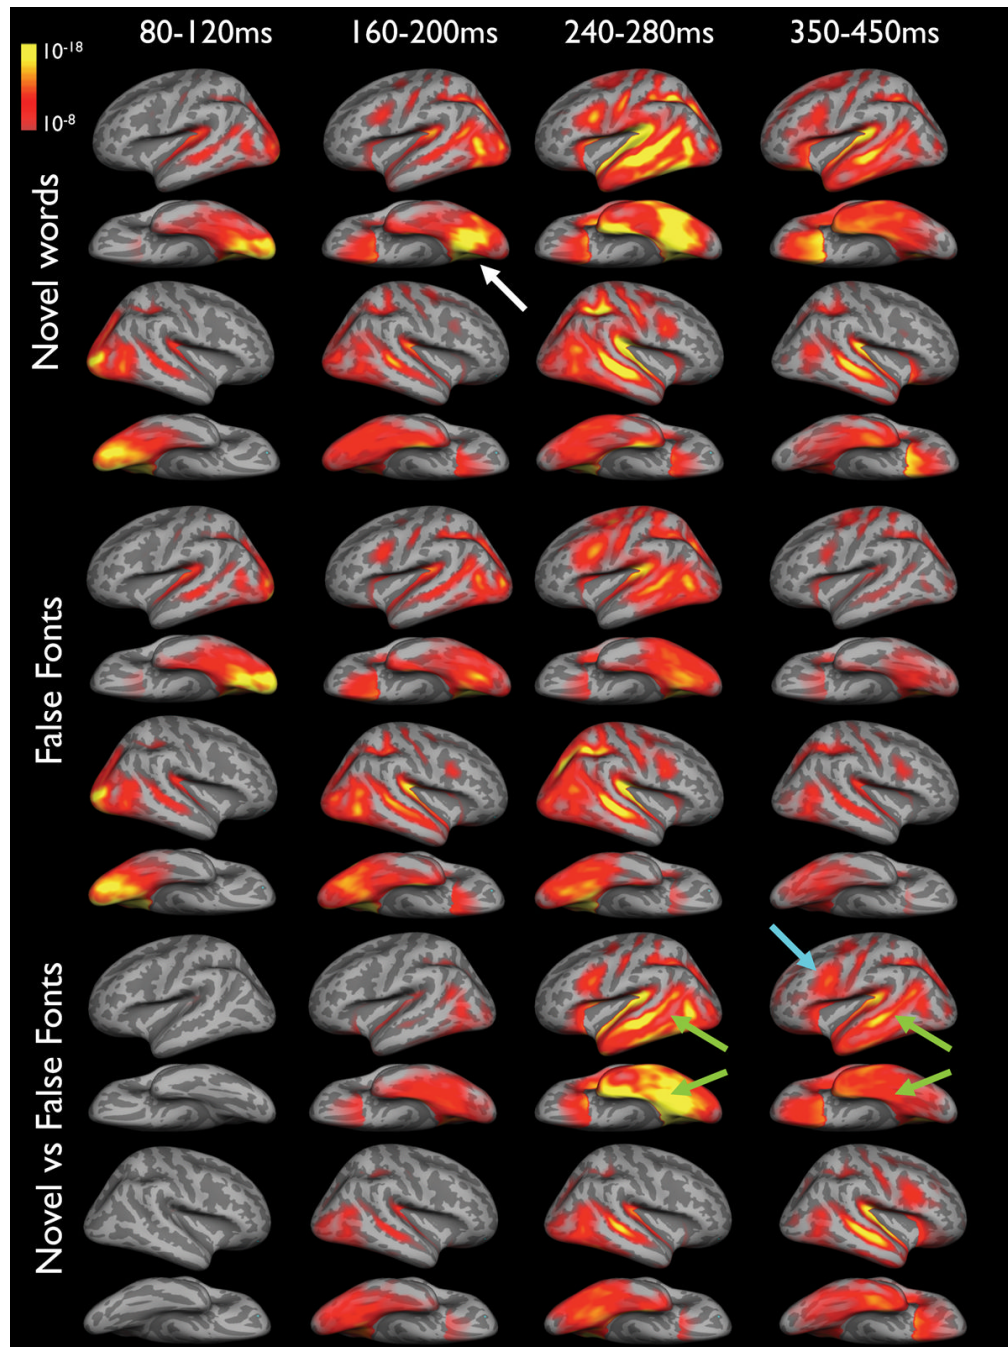 80-120ms
160-200ms
240-280ms
350-450ms
10-18
10-8
Novel words
False Fonts
Novel vs False Fonts